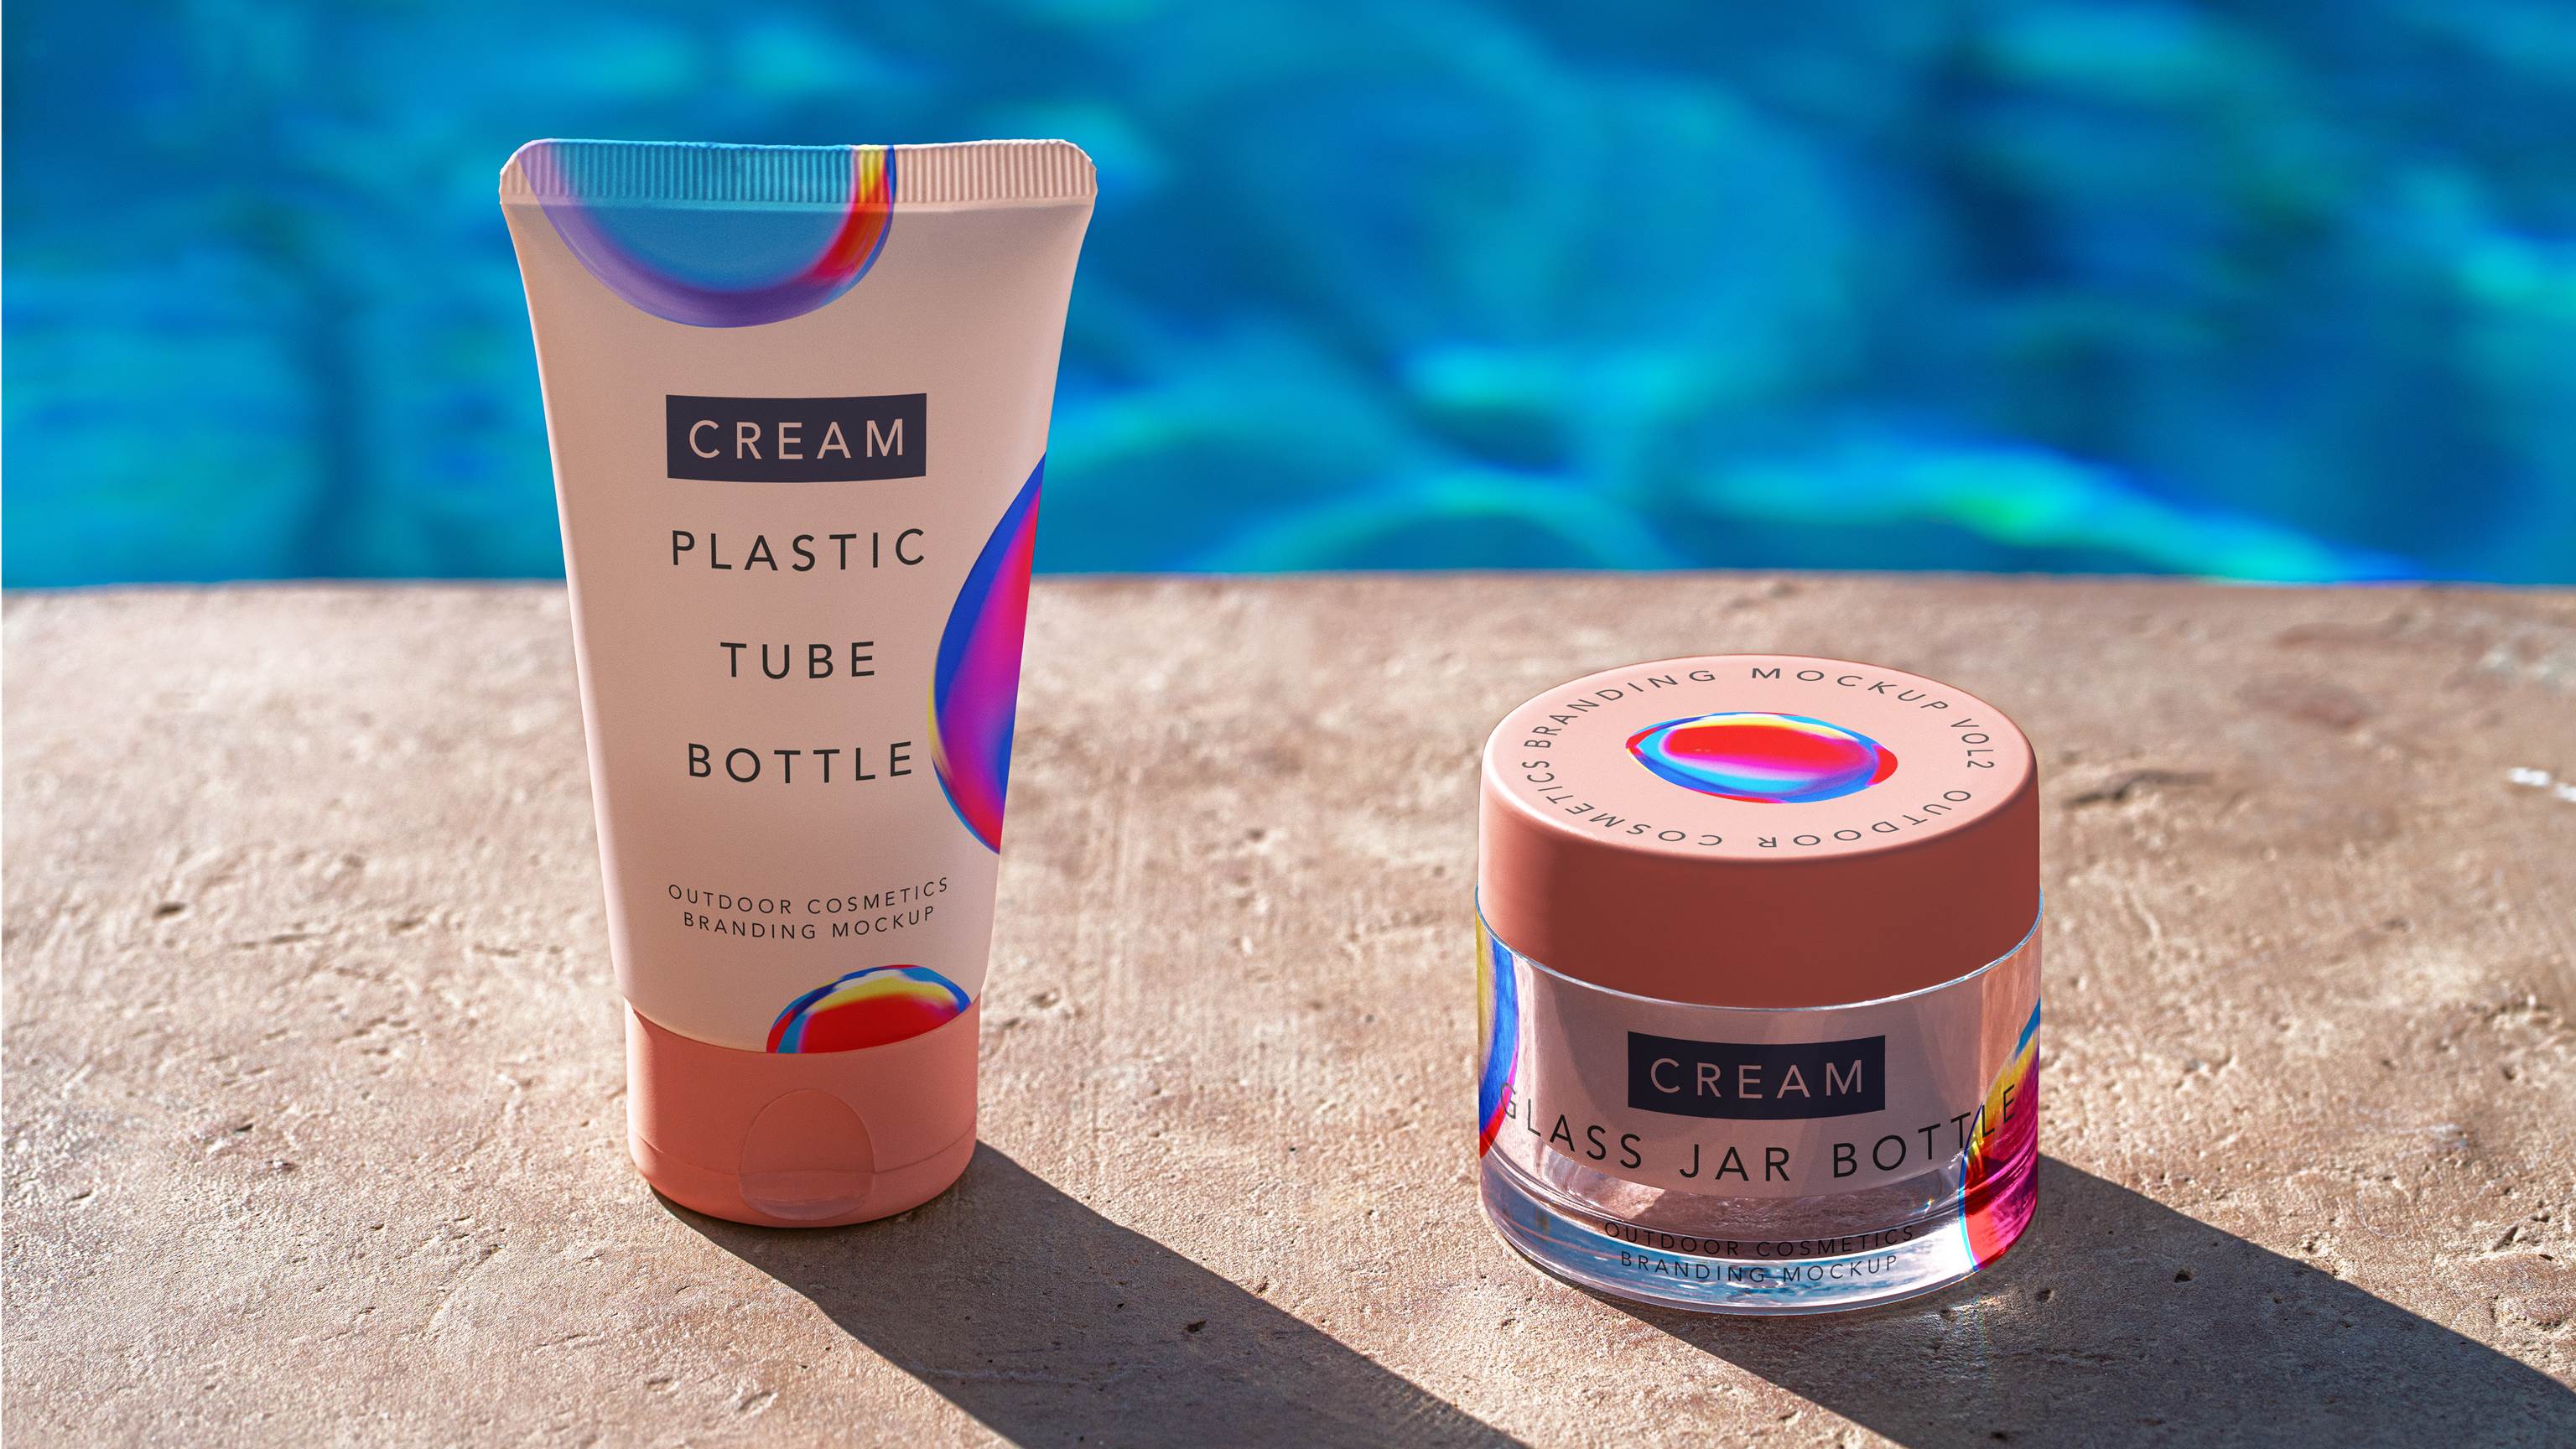 CREAM
PLASTIC
TUBE
BOTTLE
OUTDOOR COSMETICS
BRANDING MOCKUP
OUTDOOR COSMETICS BRANDING MOCKUP VOL2
CREAM
GLASS JAR BOTTLE
OUTDOOR COSMETICS
BRANDING MOCKUP